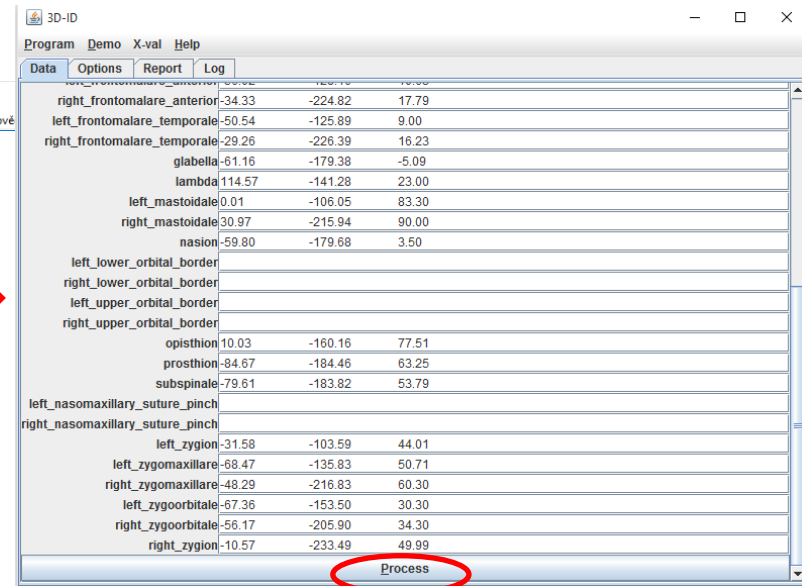 3D-ID
Program Demo X-val Help
Data Options Report Log
right_frontomalare_anterior -34.33 -224.82 17.79
left_frontomalare_temporale -50.54 -125.89 9.00
right_frontomalare_temporale -29.26 -226.39 16.23
glabella -61.16 -179.38 -5.09
lambda 114.57 -141.28 23.00
left_mastoidale 0.01 -106.05 83.30
right_mastoidale 30.97 -215.94 90.00
nasion -59.80 -179.68 3.50
left_lower_orbital_border
right_lower_orbital_border
left_upper_orbital_border
right_upper_orbital_border
opisthion 10.03 -160.16 77.51
prosthion -84.67 -184.46 63.25
subspinale -79.61 -183.82 53.79
left_nasomaxillary_suture_pinch
right_nasomaxillary_suture_pinch
left_zygion -31.58 -103.59 44.01
left_zygomaxillare -68.47 -135.83 50.71
right_zygomaxillare -48.29 -216.83 60.30
left_zygoorbitale -67.36 -153.50 30.30
right_zygoorbitale -56.17 -205.90 34.30
right_zygion -10.57 -233.49 49.99
Process